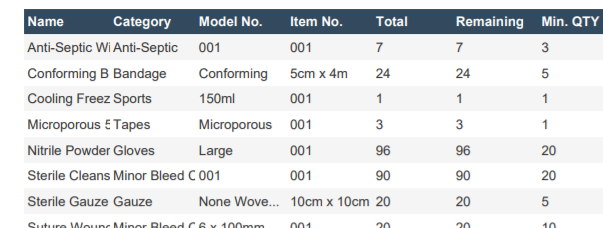 Name Category Model No. Item No. Total Remaining Min. QTY
Anti-Septic Wi Anti-Septic 001 001 7 7 3
Conforming B Bandage Conforming 5cm x 4m 24 24 5
Cooling Freez Sports 150ml 001 1 1 1
Microporous 5 Tapes Microporous 001 3 3 1
Nitrile Powder Gloves Large 001 96 96 20
Sterile Cleans Minor Bleed C 001 001 90 90 20
Sterile Gauze Gauze None Wove... 10cm x 10cm 20 20 5
Suture Woun Minor Bleed C 6 x 100mm 001 20 20 10